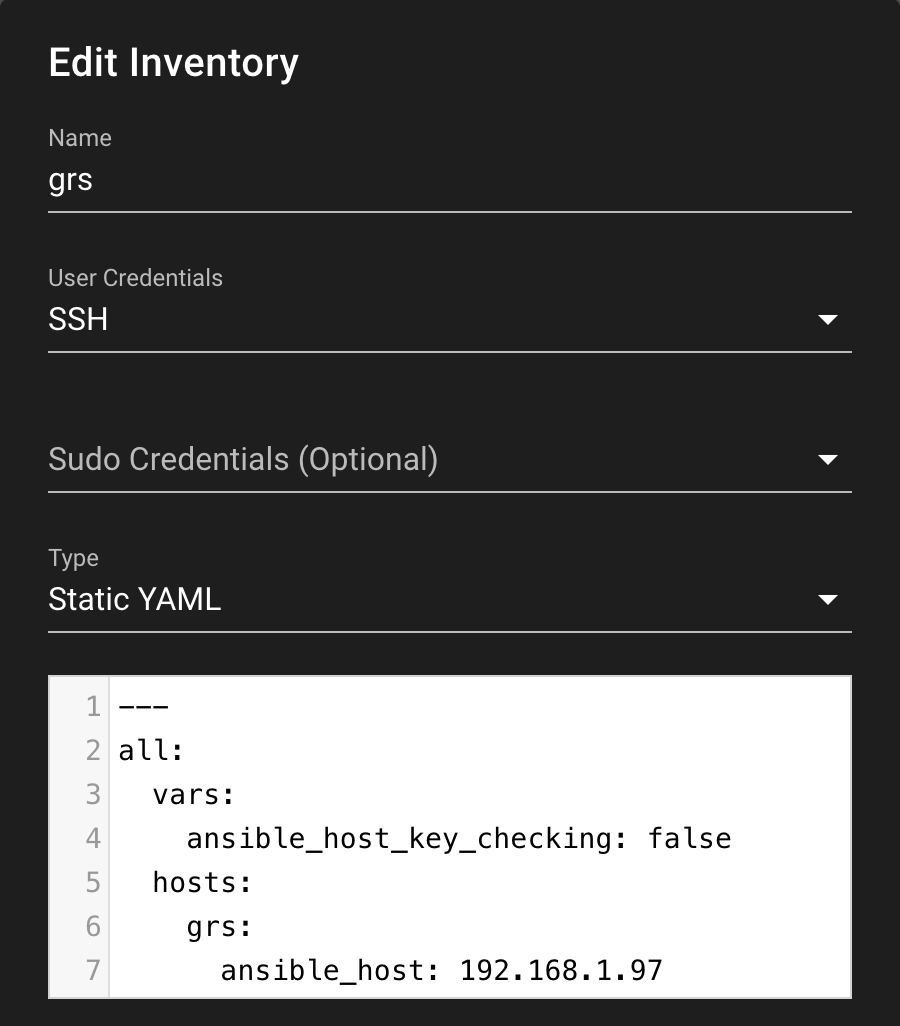 Edit Inventory
Name
grs
User Credentials
SSH
Sudo Credentials (Optional)
Type
Static YAML
1 ---
2 all:
3   vars:
4     ansible_host_key_checking: false
5   hosts:
6     grs:
7       ansible_host: 192.168.1.97